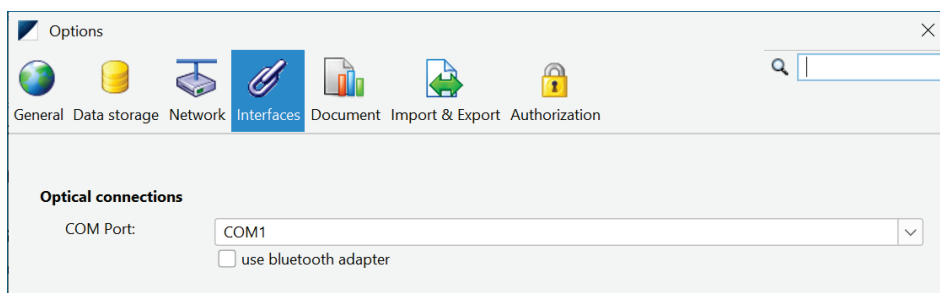 Options
General Data storage Network Interfaces Document Import & Export Authorization
Optical connections
COM Port: COM1
use bluetooth adapter